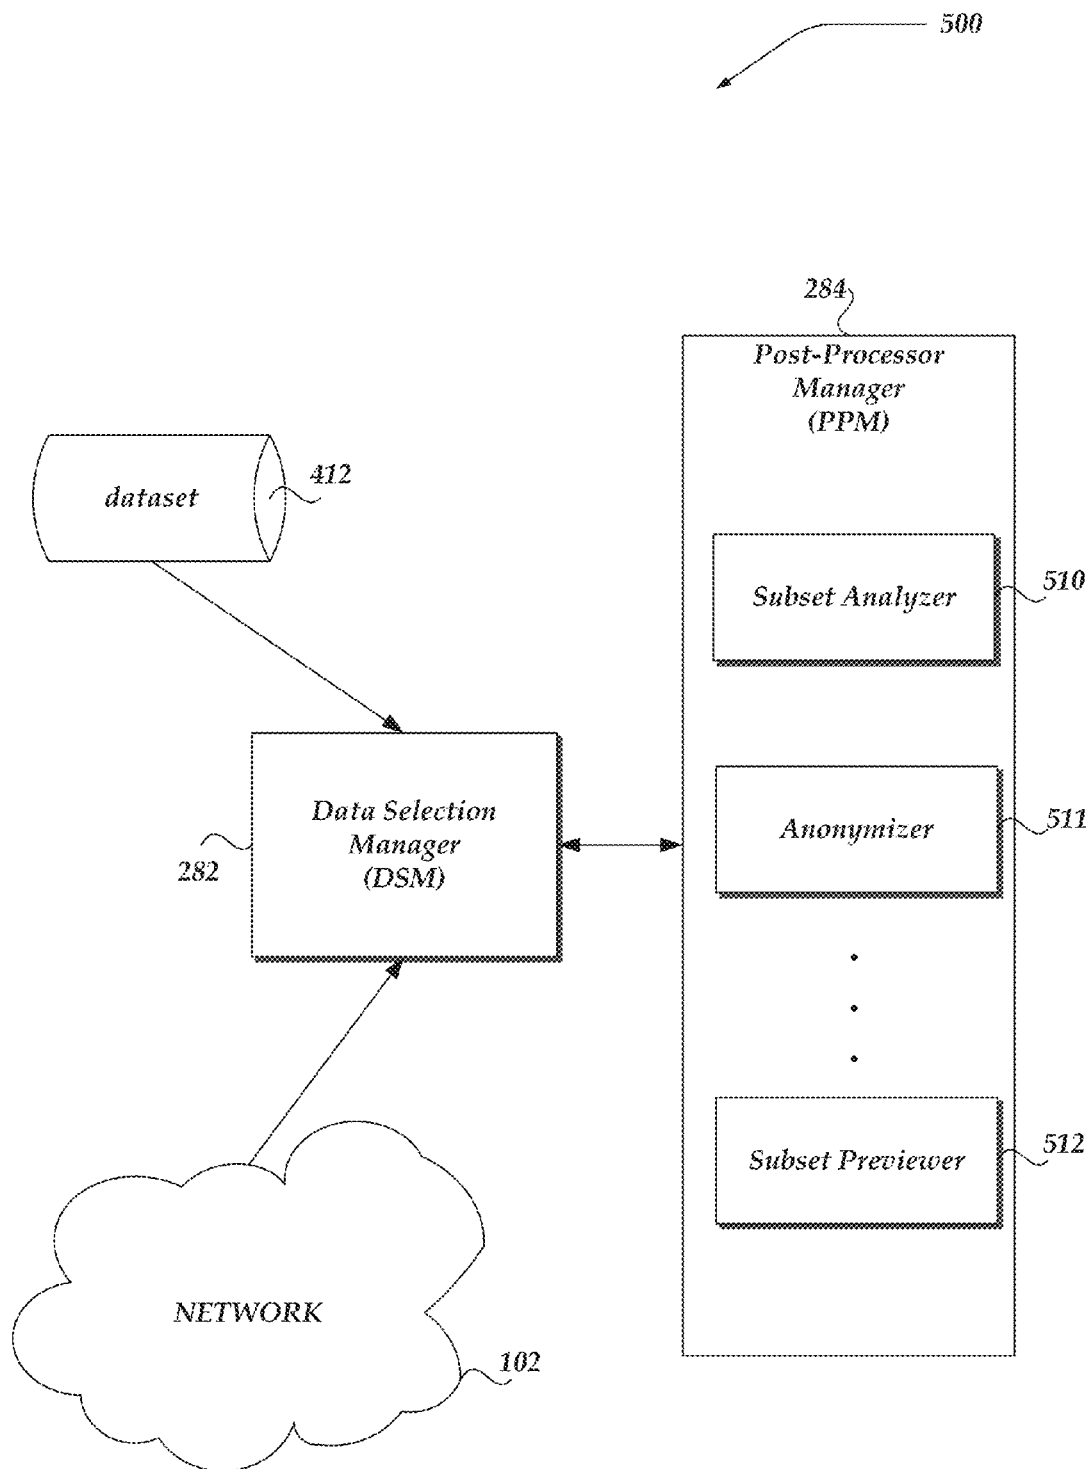 500
284
Post-Processor
Manager
(PPM)
dataset
412
Subset Analyzer
510
Data Selection
Manager
(DSM)
282
Anonymizer
511
Subset Previewer
512
NETWORK
102